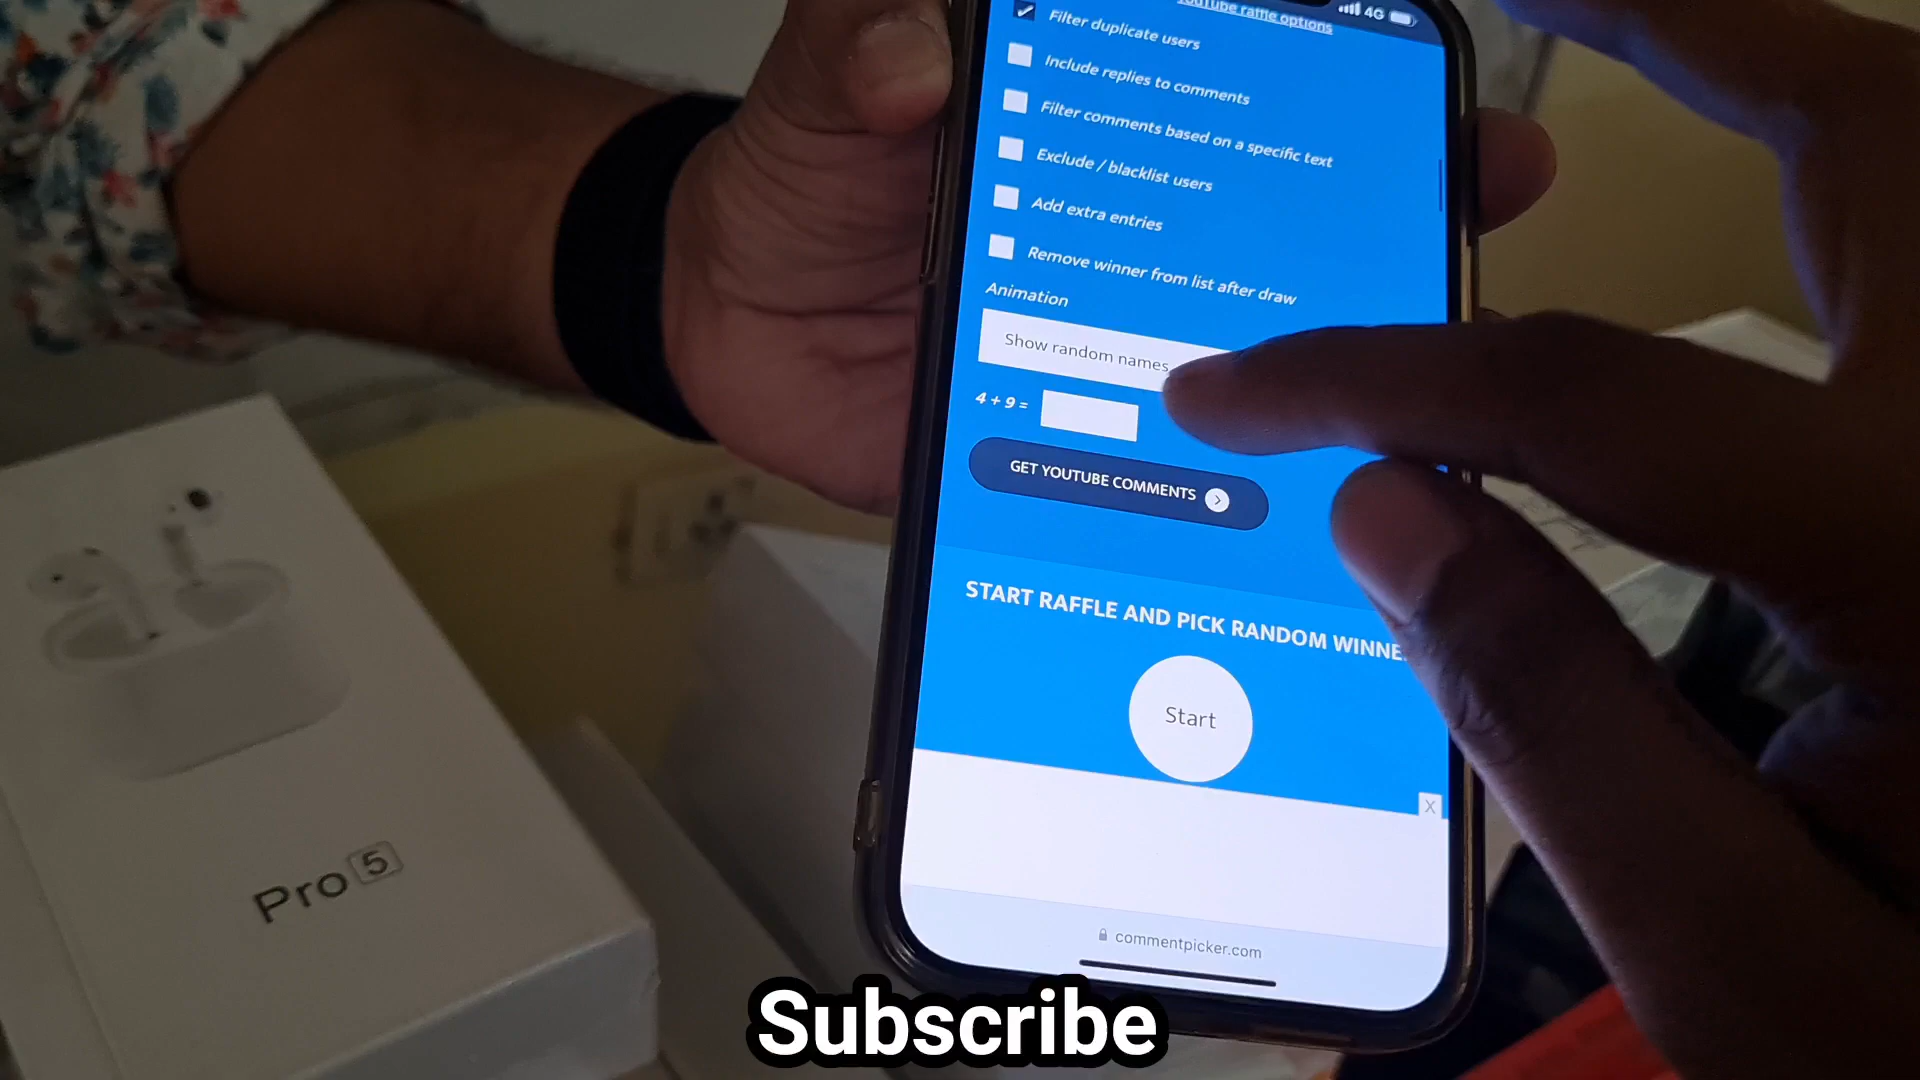 YouTube raffle options
4G
Filter duplicate users
Include replies to comments
Filter comments based on a specific text
Exclude / blacklist users
Add extra entries
Remove winner from list after draw
Animation
Show random names
4 + 9 =
GET YOUTUBE COMMENTS
START RAFFLE AND PICK RANDOM WINNE
Start
X
commentpicker.com
Pro 5
Subscribe